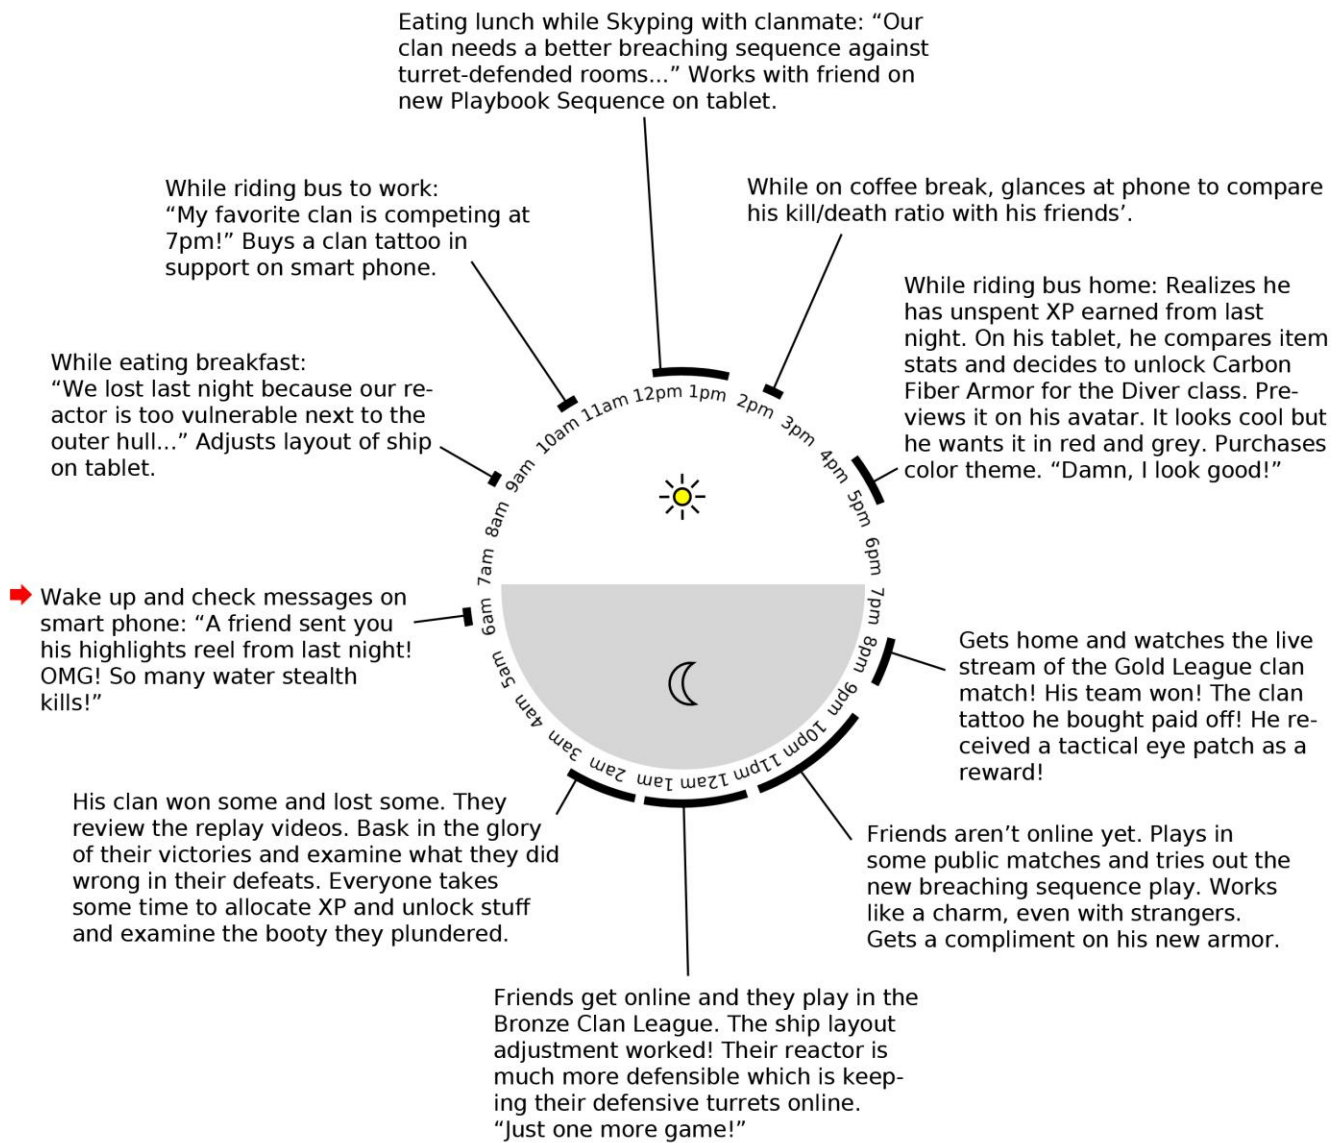 Eating lunch while Skyping with clanmate: “Our
clan needs a better breaching sequence against
turret-defended rooms...” Works with friend on
new Playbook Sequence on tablet.
While riding bus to work:
“My favorite clan is competing at
7pm!” Buys a clan tattoo in
support on smart phone.
While on coffee break, glances at phone to compare
his kill/death ratio with his friends’.
While riding bus home: Realizes he
has unspent XP earned from last
night. On his tablet, he compares item
stats and decides to unlock Carbon
Fiber Armor for the Diver class. Pre-
views it on his avatar. It looks cool but
he wants it in red and grey. Purchases
color theme. “Damn, I look good!”
While eating breakfast:
“We lost last night because our re-
actor is too vulnerable next to the
outer hull...” Adjusts layout of ship
on tablet.
Wake up and check messages on
smart phone: “A friend sent you
his highlights reel from last night!
OMG! So many water stealth
kills!”
6am
7am
8am
9am
10am
11am
12pm
1pm
2pm
3pm
4pm
5pm
6pm
7pm
8pm
9pm
10pm
11pm
12am
1am
2am
3am
4am
5am
Gets home and watches the live
stream of the Gold League clan
match! His team won! The clan
tattoo he bought paid off! He re-
ceived a tactical eye patch as a
reward!
Friends aren’t online yet. Plays in
some public matches and tries out the
new breaching sequence play. Works
like a charm, even with strangers.
Gets a compliment on his new armor.
His clan won some and lost some. They
review the replay videos. Bask in the glory
of their victories and examine what they did
wrong in their defeats. Everyone takes
some time to allocate XP and unlock stuff
and examine the booty they plundered.
Friends get online and they play in the
Bronze Clan League. The ship layout
adjustment worked! Their reactor is
much more defensible which is keep-
ing their defensive turrets online.
“Just one more game!”